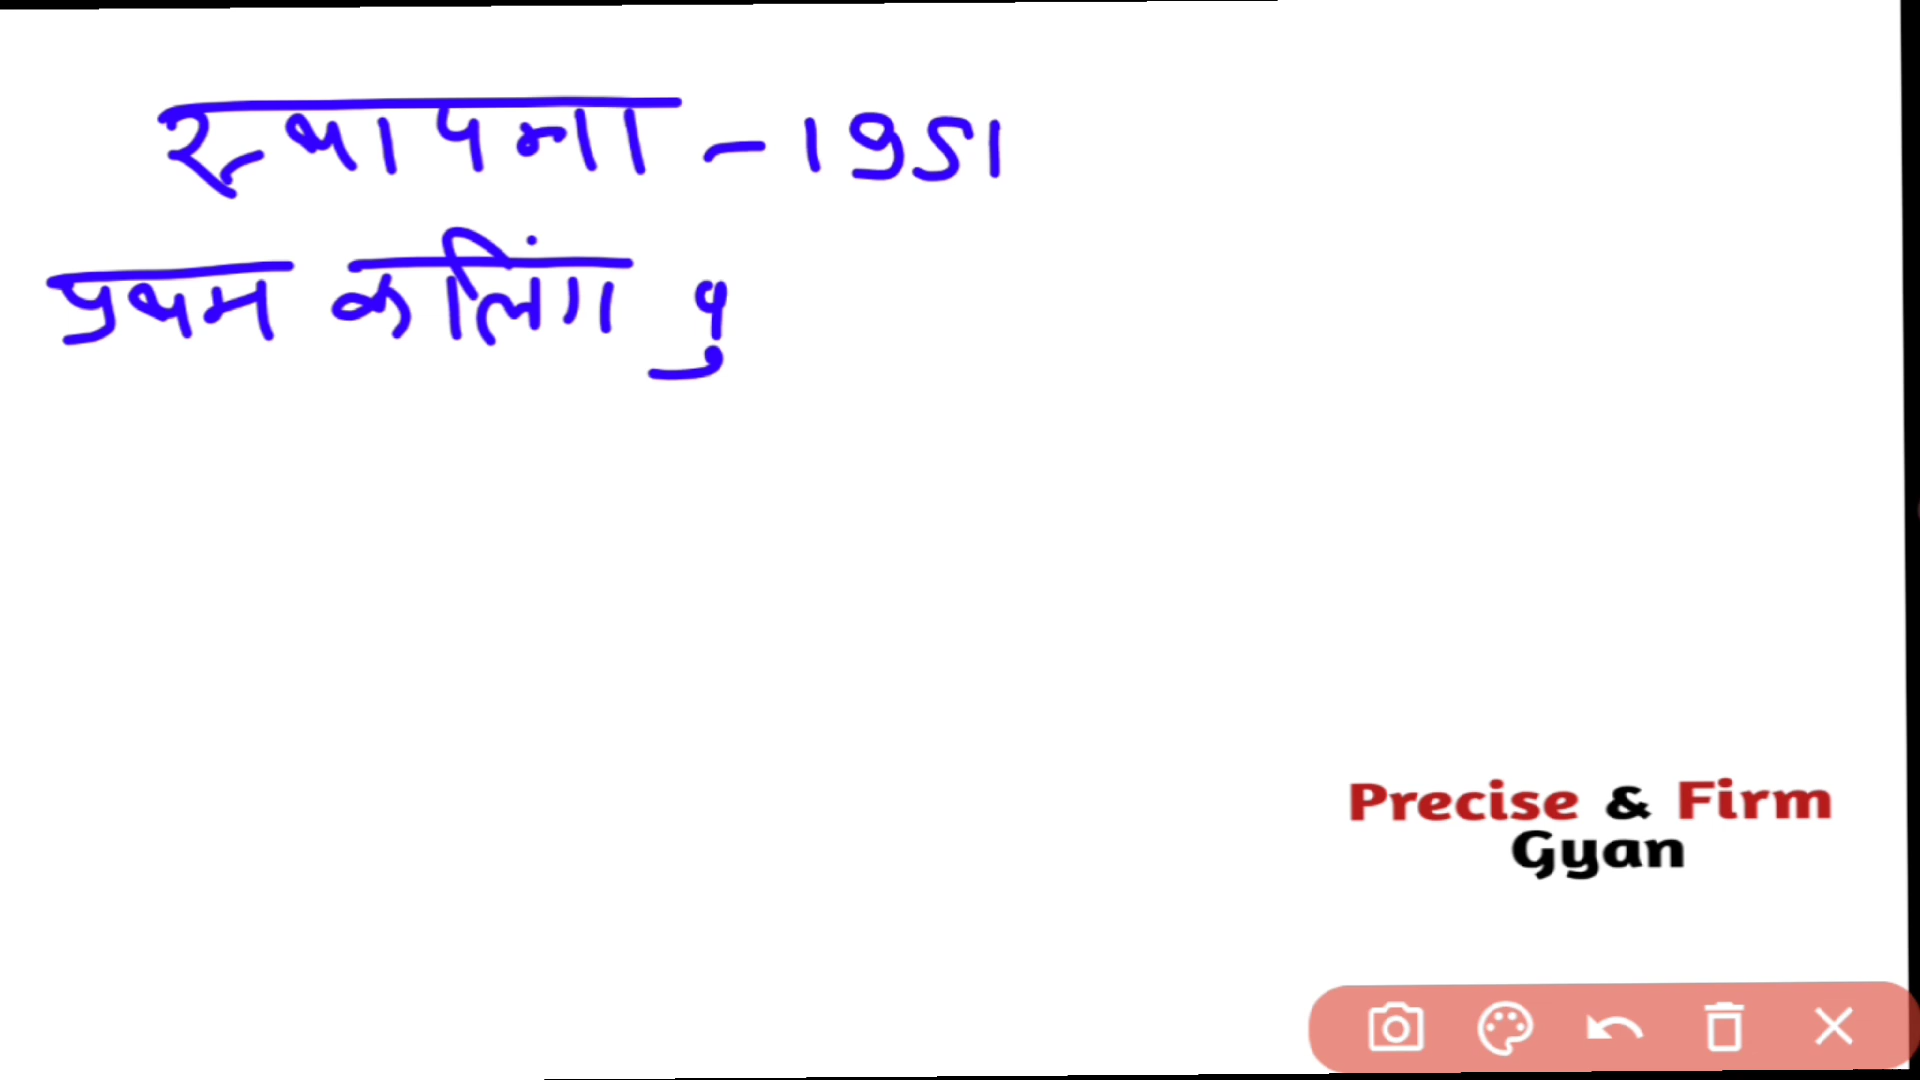 स्थापना - 1951
प्रथम कलिंग पु
Precise & Firm
Gyan